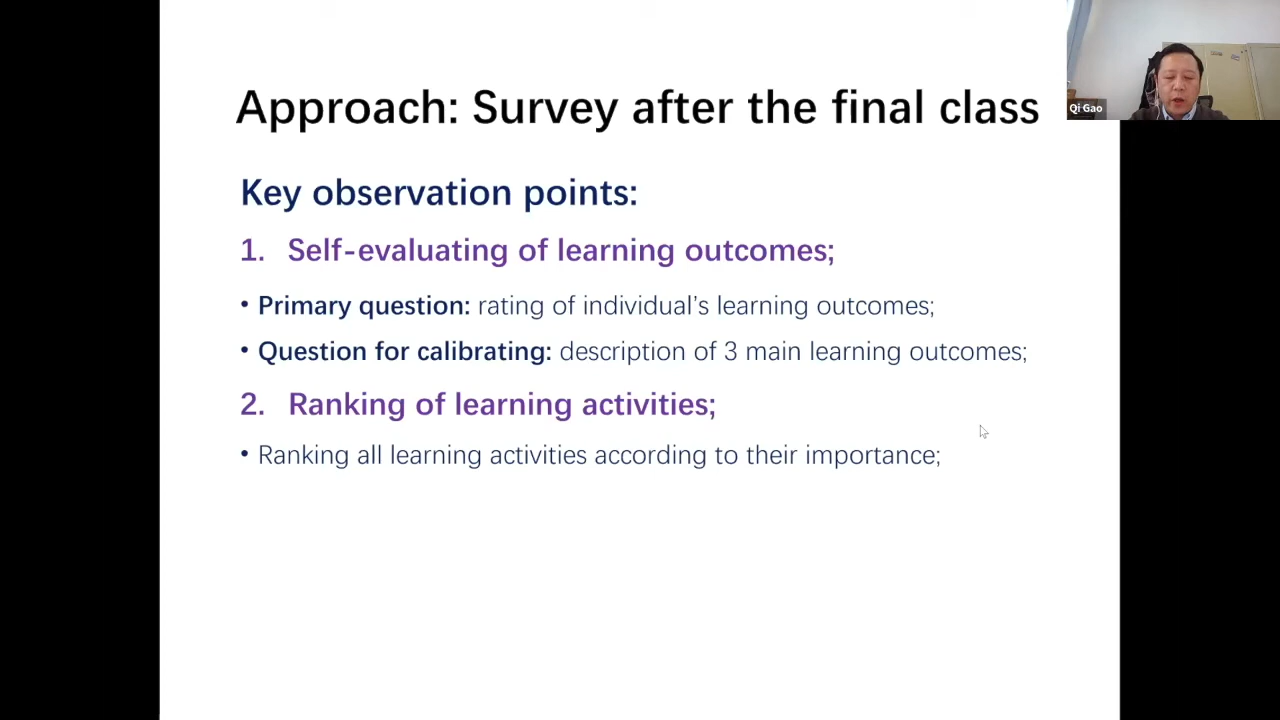 Approach: Survey after the final class
Qi Gao
Key observation points:
1. Self-evaluating of learning outcomes;
• Primary question: rating of individual's learning outcomes;
• Question for calibrating: description of 3 main learning outcomes;
2. Ranking of learning activities;
• Ranking all learning activities according to their importance;